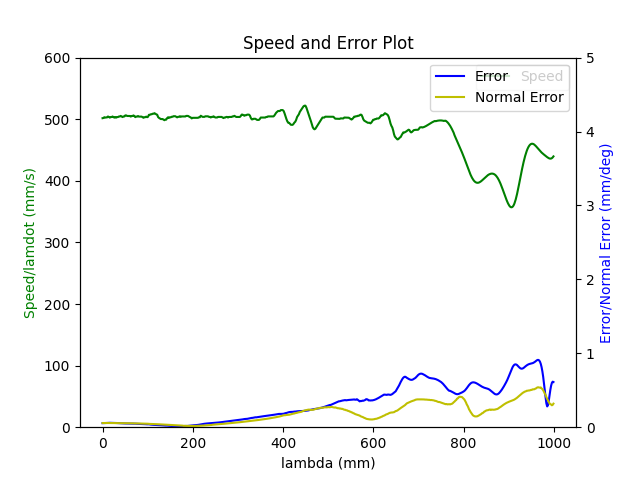 Speed and Error Plot
Speed/lamdot (mm/s)
600
500
400
300
200
100
0
0
200
400
600
800
1000
lambda (mm)
5
4
3
2
1
0
Error/Normal Error (mm/deg)
Error
Speed
Normal Error